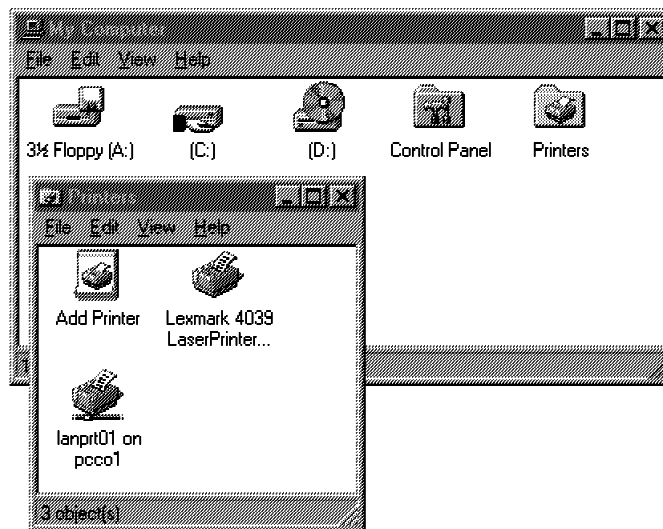 My Computer
File Edit View Help
3½ Floppy (A:) (C:) (D:) Control Panel Printers
Printers
File Edit View Help
Add Printer Lexmark 4039
LaserPrinter...
lanprt01 on
pcco1
3 object(s)